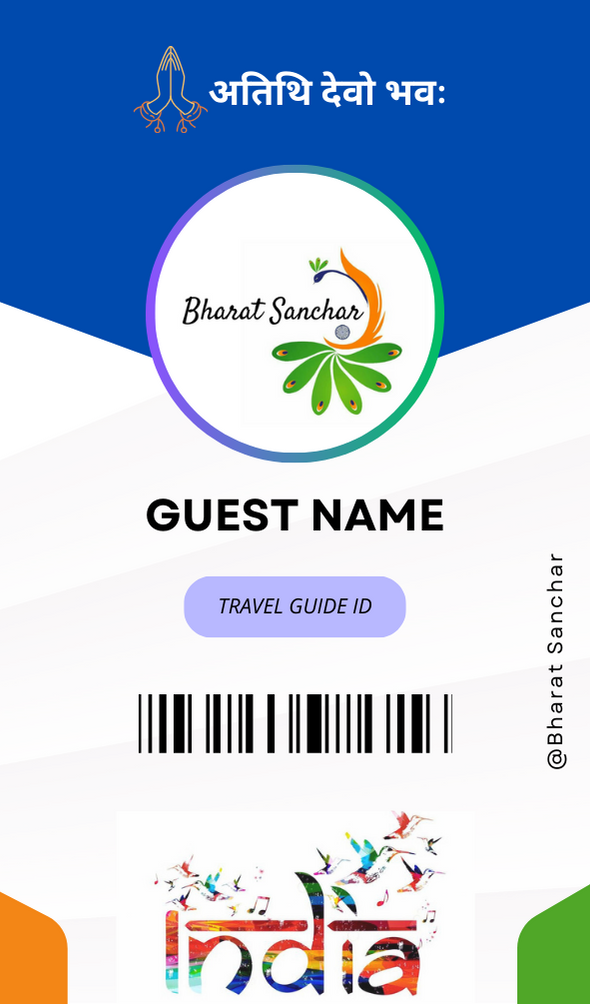 अतिथि देवो भवः
Bharat Sanchar
GUEST NAME
TRAVEL GUIDE ID
@Bharat Sanchar
india